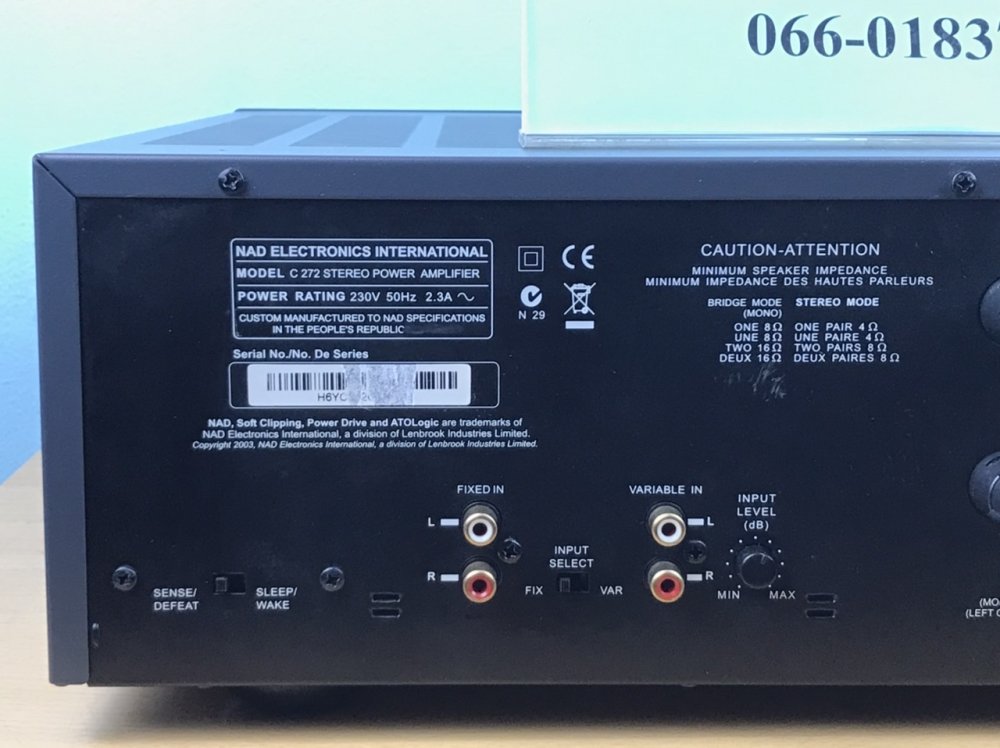 066-0183
NAD ELECTRONICS INTERNATIONAL
MODEL C 272 STEREO POWER AMPLIFIER
POWER RATING 230V 50Hz 2.3A
CUSTOM MANUFACTURED TO NAD SPECIFICATIONS
IN THE PEOPLE'S REPUBLIC
CE
N 29
Serial No./No. De Series
H6YC
NAD, Soft Clipping, Power Drive and ATOLogic are trademarks of
NAD Electronics International, a division of Lenbrook Industries Limited.
Copyright 2003, NAD Electronics International, a division of Lenbrook Industries Limited.
CAUTION-ATTENTION
MINIMUM SPEAKER IMPEDANCE
MINIMUM IMPEDANCE DES HAUTES PARLEURS
BRIDGE MODE STEREO MODE
(MONO)
ONE 8Ω ONE PAIR 4Ω
UNE 8Ω UNE PAIRE 4Ω
TWO 16Ω TWO PAIRS 8Ω
DEUX 16Ω DEUX PAIRES 8Ω
FIXED IN
L
R
INPUT
SELECT
FIX VAR
VARIABLE IN
L
R
INPUT
LEVEL
(dB)
MIN MAX
SENSE/
DEFEAT
SLEEP/
WAKE
(MO
(LEFT